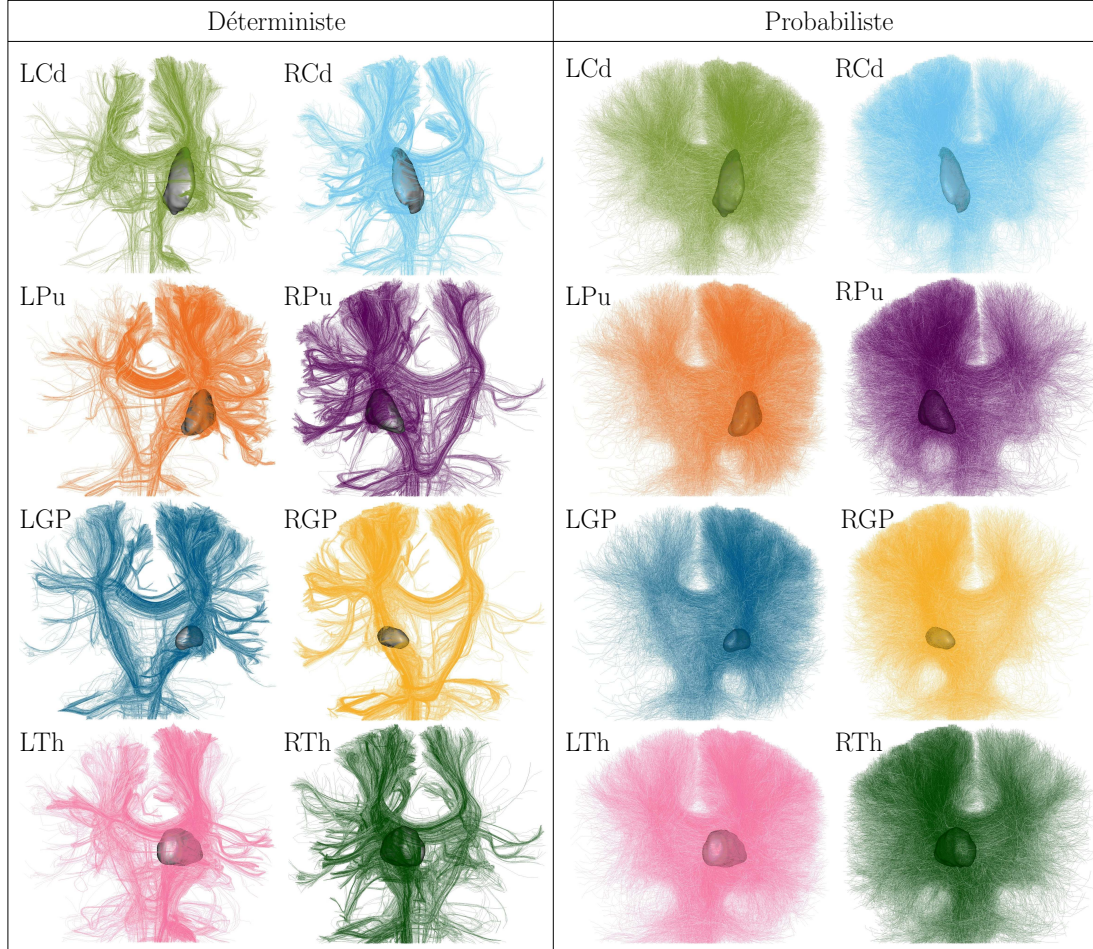 Déterministe
Probabiliste
LCd
RCd
LCd
RCd
LPu
RPu
LPu
RPu
LGP
RGP
LGP
RGP
LTh
RTh
LTh
RTh